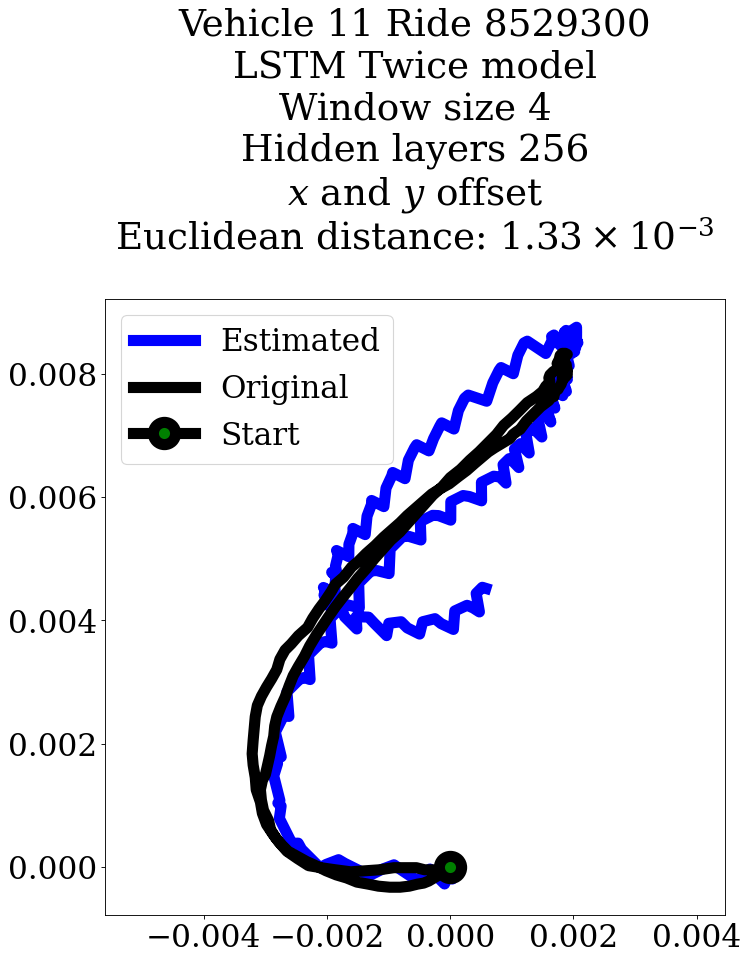 Vehicle 11 Ride 8529300
LSTM Twice model
Window size 4
Hidden layers 256
x and y offset
Euclidean distance: 1.33 × 10⁻³
Estimated
Original
Start
0.008
0.006
0.004
0.002
0.000
−0.004 −0.002 0.000 0.002 0.004